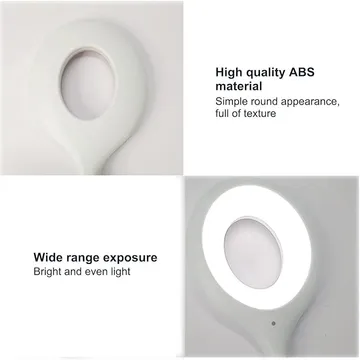 High quality ABS
material
Simple round appearance,
full of texture
Wide range exposure
Bright and even light